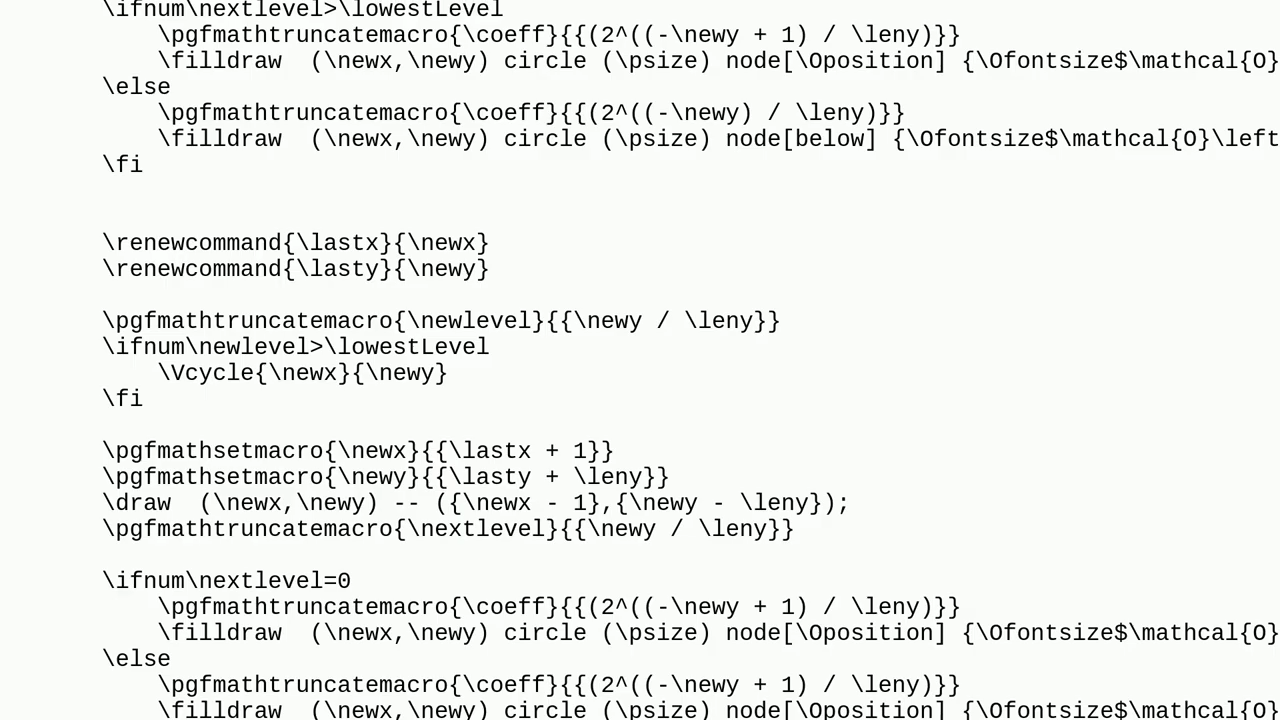 \ifnum\nextlevel>\lowestLevel
\pgfmathtruncatemacro{\coeff}{{(2^((-\newy + 1) / \leny)}}
\filldraw  (\newx,\newy) circle (\psize) node[\Oposition] {\Ofontsize$\mathcal{O}
\else
\pgfmathtruncatemacro{\coeff}{{(2^((-\newy) / \leny)}}
\filldraw  (\newx,\newy) circle (\psize) node[below] {\Ofontsize$\mathcal{O}\left
\fi
\renewcommand{\lastx}{\newx}
\renewcommand{\lasty}{\newy}
\pgfmathtruncatemacro{\newlevel}{{\newy / \leny}}
\ifnum\newlevel>\lowestLevel
\Vcycle{\newx}{\newy}
\fi
\pgfmathsetmacro{\newx}{{\lastx + 1}}
\pgfmathsetmacro{\newy}{{\lasty + \leny}}
\draw  (\newx,\newy) -- ({\newx - 1},{\newy - \leny});
\pgfmathtruncatemacro{\nextlevel}{{\newy / \leny}}
\ifnum\nextlevel=0
\pgfmathtruncatemacro{\coeff}{{(2^((-\newy + 1) / \leny)}}
\filldraw  (\newx,\newy) circle (\psize) node[\Oposition] {\Ofontsize$\mathcal{O}
\else
\pgfmathtruncatemacro{\coeff}{{(2^((-\newy + 1) / \leny)}}
\filldraw  (\newx,\newy) circle (\psize) node[\Oposition] {\Ofontsize$\mathcal{O}